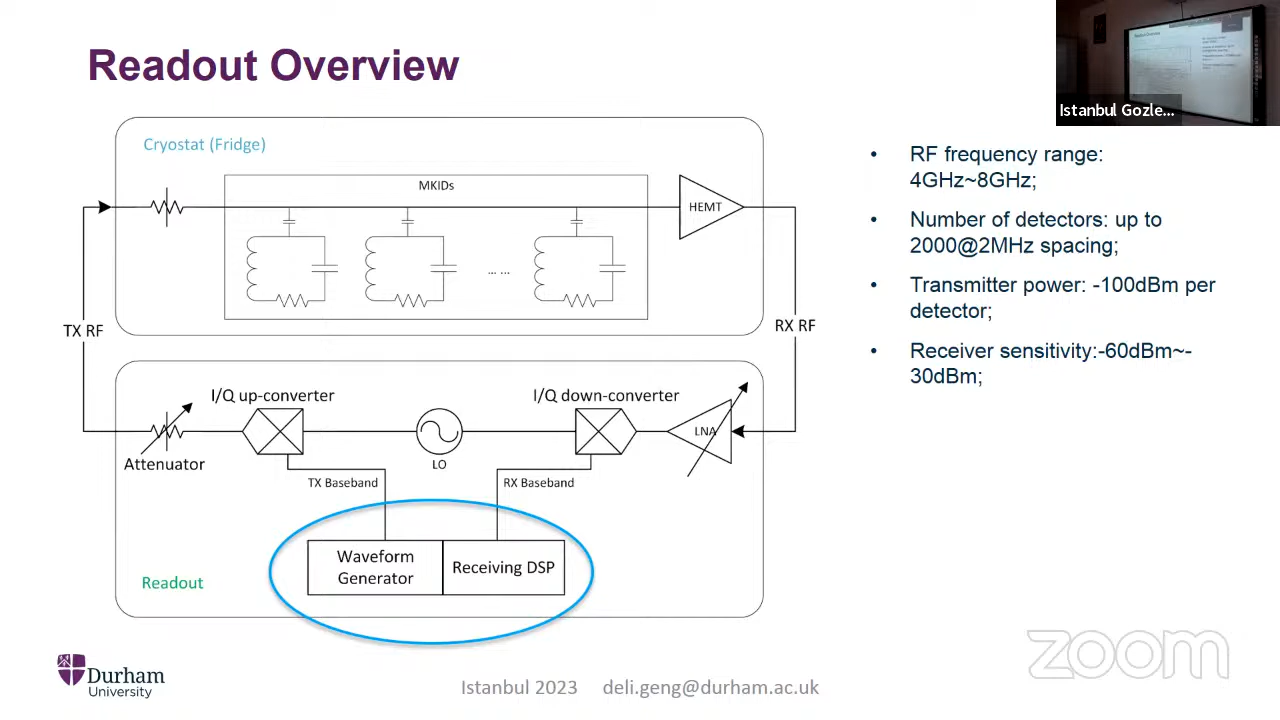 Readout Overview
Istanbul Gozle...
Cryostat (Fridge)
MKIDs
HEMT
... ...
TX RF
RX RF
I/Q up-converter
I/Q down-converter
LNA
Attenuator
LO
TX Baseband
RX Baseband
Waveform
Generator
Receiving DSP
Readout
• RF frequency range:
4GHz~8GHz;
• Number of detectors: up to
2000@2MHz spacing;
• Transmitter power: -100dBm per
detector;
• Receiver sensitivity:-60dBm~-
30dBm;
Durham
University
Istanbul 2023 deli.geng@durham.ac.uk
zoom